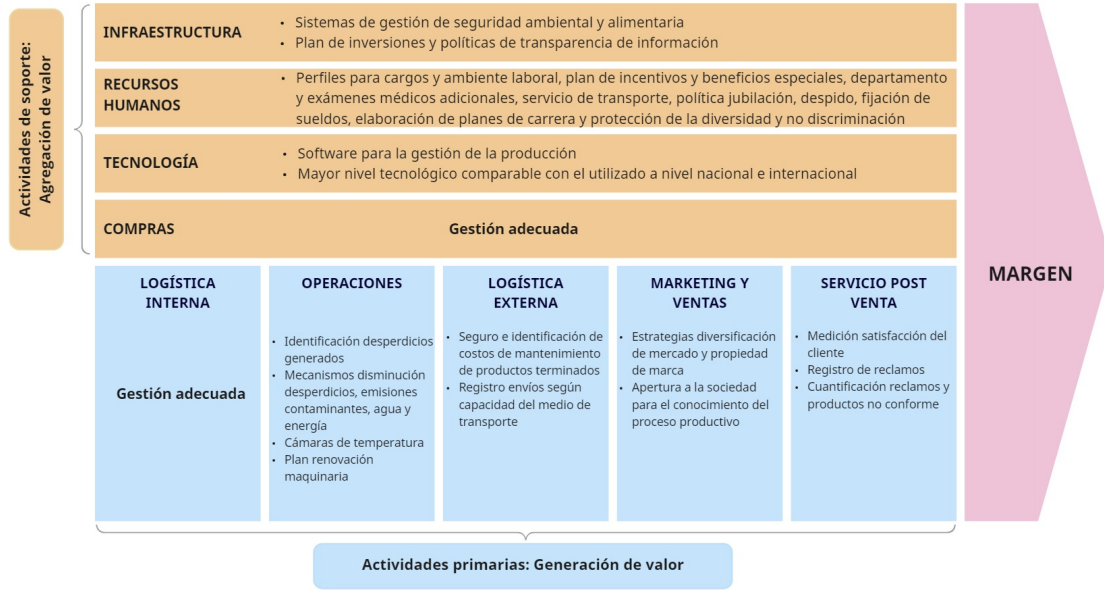 Actividades de soporte:
Agregación de valor
INFRAESTRUCTURA
• Sistemas de gestión de seguridad ambiental y alimentaria
• Plan de inversiones y políticas de transparencia de información
RECURSOS
HUMANOS
• Perfiles para cargos y ambiente laboral, plan de incentivos y beneficios especiales, departamento
y exámenes médicos adicionales, servicio de transporte, política jubilación, despido, fijación de
sueldos, elaboración de planes de carrera y protección de la diversidad y no discriminación
TECNOLOGÍA
• Software para la gestión de la producción
• Mayor nivel tecnológico comparable con el utilizado a nivel nacional e internacional
COMPRAS
Gestión adecuada
LOGÍSTICA
INTERNA
Gestión adecuada
OPERACIONES
• Identificación desperdicios
generados
• Mecanismos disminución
desperdicios, emisiones
contaminantes, agua y
energía
• Cámaras de temperatura
• Plan renovación
maquinaria
LOGÍSTICA
EXTERNA
• Seguro e identificación de
costos de mantenimiento
de productos terminados
• Registro envíos según
capacidad del medio de
transporte
MARKETING Y
VENTAS
• Estrategias diversificación
de mercado y propiedad
de marca
• Apertura a la sociedad
para el conocimiento del
proceso productivo
SERVICIO POST
VENTA
• Medición satisfacción del
cliente
• Registro de reclamos
• Cuantificación reclamos y
productos no conforme
MARGEN
Actividades primarias: Generación de valor